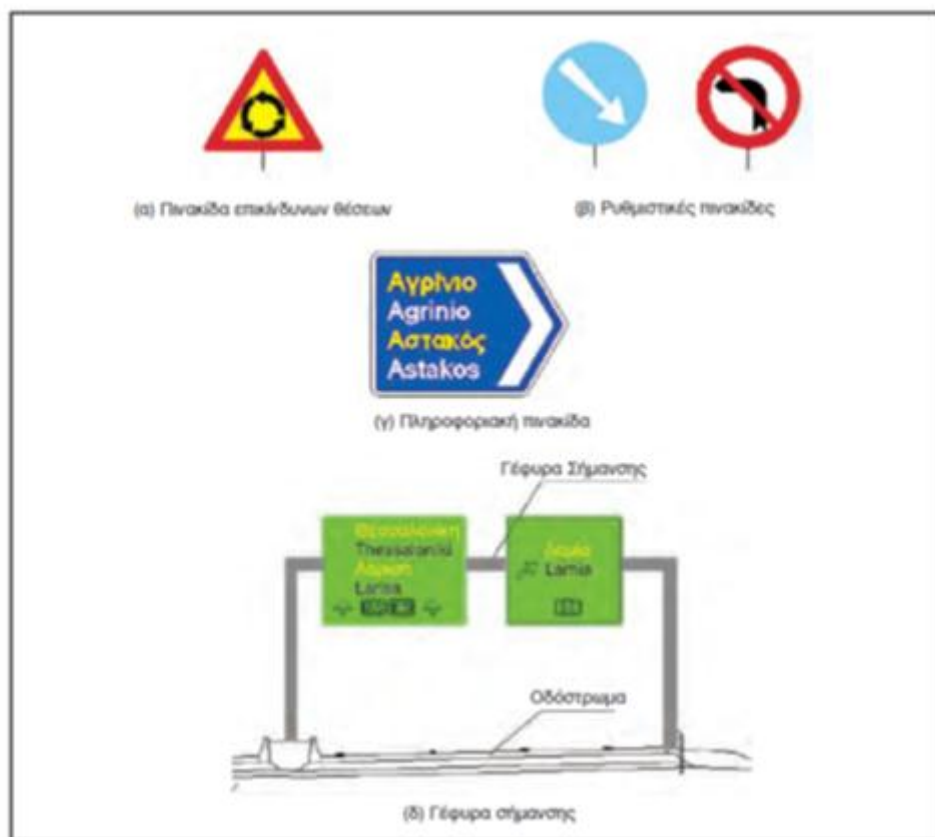 (α) Πινακίδα επικίνδυνων θέσεων
(β) Ρυθμιστικές πινακίδες
Αγρίνιο
Agrinio
Αστακός
Astakos
(γ) Πληροφοριακή πινακίδα
Γέφυρα Σήμανσης
Θεσσαλονίκη
Thessaloniki
Λάρισα
Larisa
Λαμία
Lamia
Οδόστρωμα
(δ) Γέφυρα σήμανσης